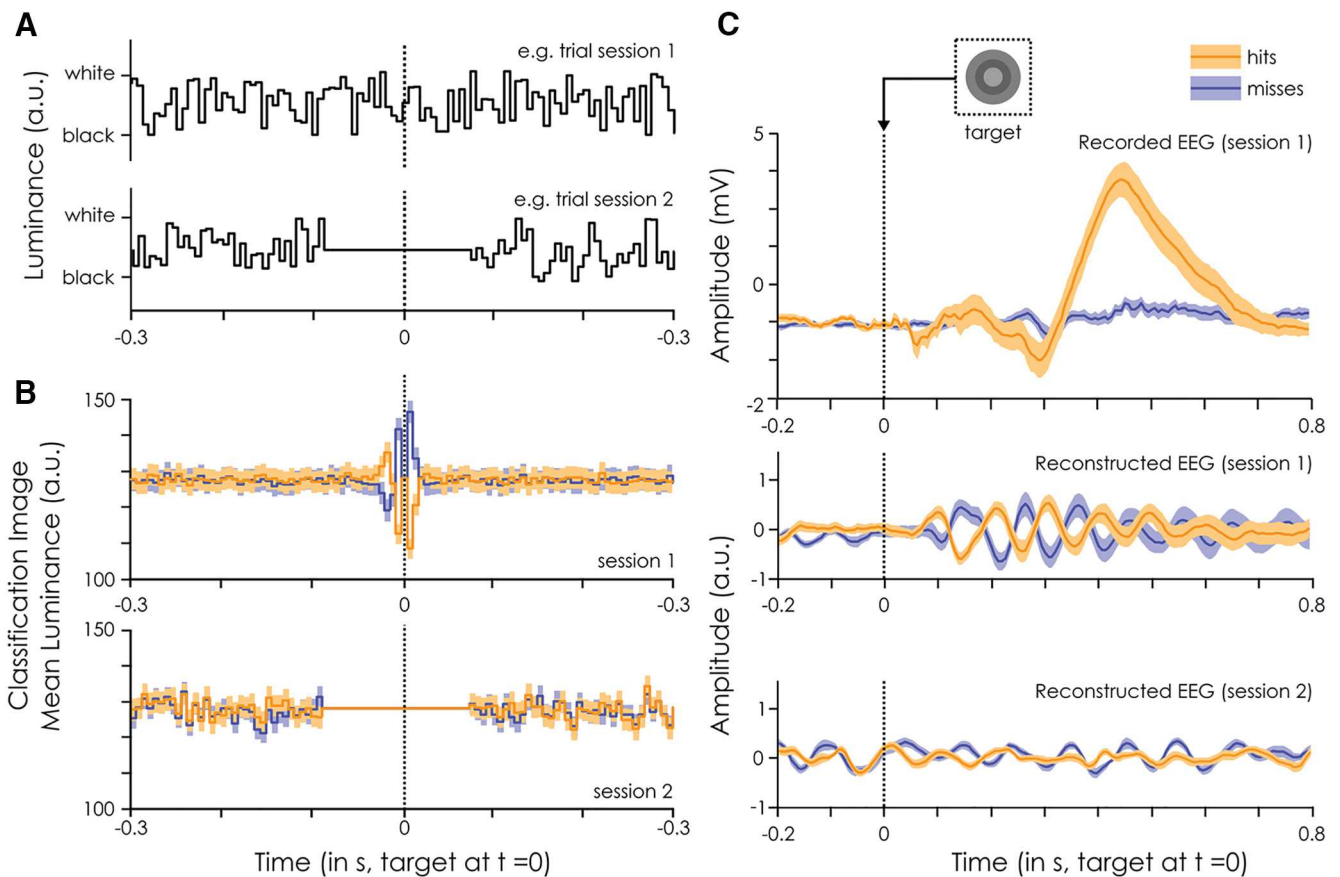 A
Luminance (a.u.)
e.g. trial session 1
white
black
e.g. trial session 2
white
black
-0.3 0 -0.3
B
Classification Image
Mean Luminance (a.u.)
150
session 1
100
-0.3 0 -0.3
150
session 2
100
-0.3 0 -0.3
Time (in s, target at t =0)
C
target
hits
misses
Recorded EEG (session 1)
Amplitude (mV)
5
0
-2
-0.2 0 0.8
Reconstructed EEG (session 1)
Amplitude (a.u.)
1
0
-1
-0.2 0 0.8
Reconstructed EEG (session 2)
1
0
-1
-0.2 0 0.8
Time (in s, target at t =0)